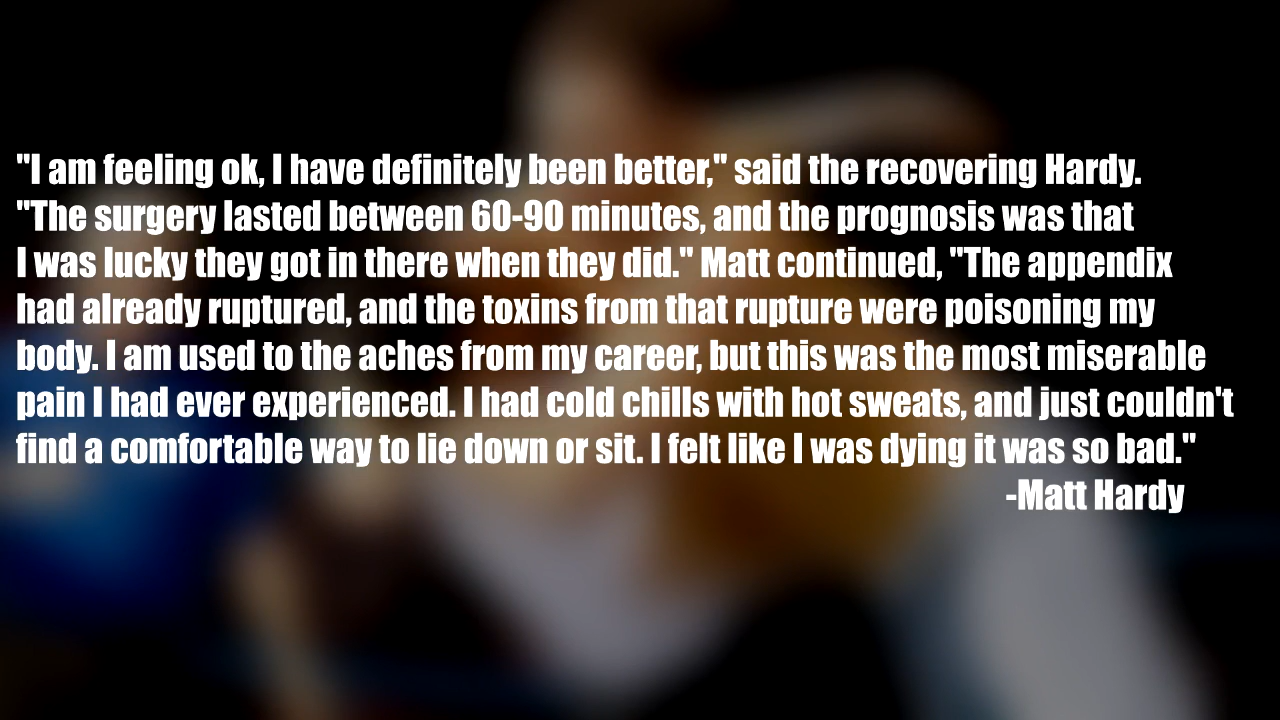 "I am feeling ok, I have definitely been better," said the recovering Hardy.
"The surgery lasted between 60-90 minutes, and the prognosis was that
I was lucky they got in there when they did." Matt continued, "The appendix
had already ruptured, and the toxins from that rupture were poisoning my
body. I am used to the aches from my career, but this was the most miserable
pain I had ever experienced. I had cold chills with hot sweats, and just couldn't
find a comfortable way to lie down or sit. I felt like I was dying it was so bad."
-Matt Hardy